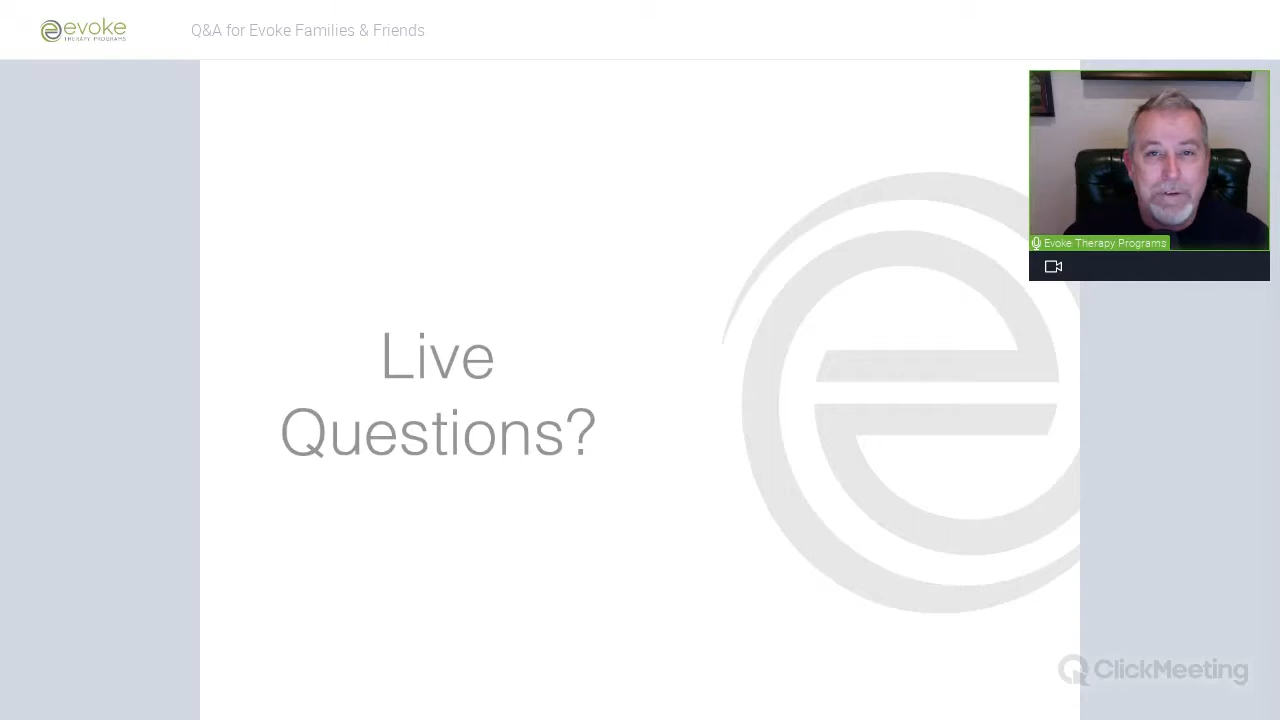 evoke
THERAPY PROGRAMS
Q&A for Evoke Families & Friends
Evoke Therapy Programs
Live
Questions?
ClickMeeting